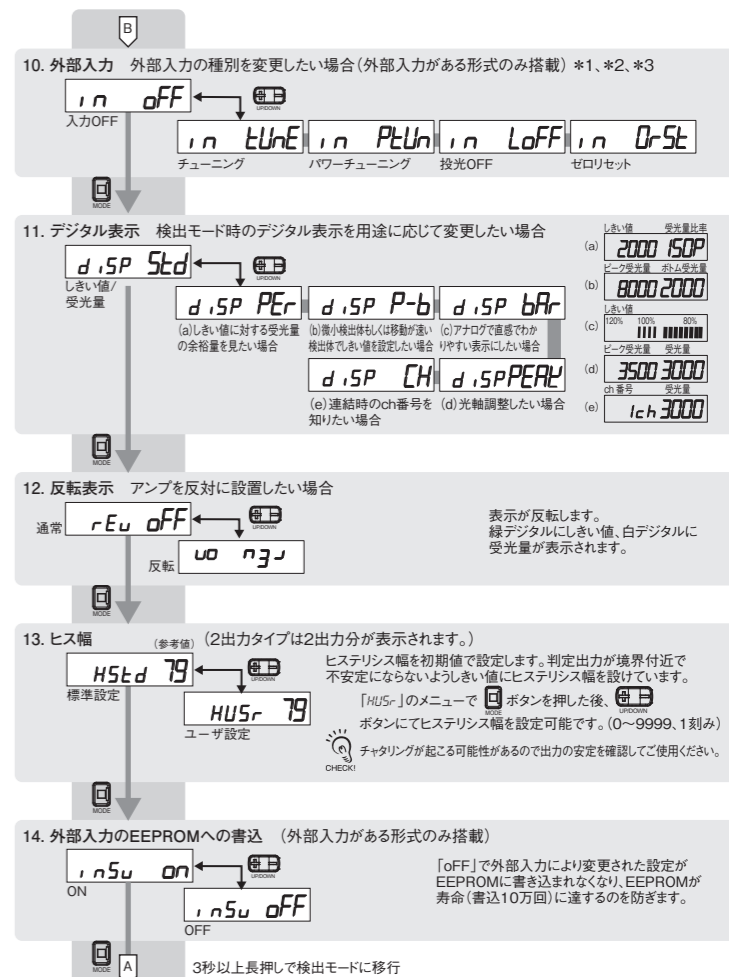 B
10. 外部入力 外部入力の種別を変更したい場合（外部入力がある形式のみ搭載）＊1、＊2、＊3
in oFF
入力OFF
UP/DOWN
in tUnE
in PtUn
in LoFF
in 0rSt
チューニング
パワーチューニング
投光OFF
ゼロリセット
MODE
11. デジタル表示 検出モード時のデジタル表示を用途に応じて変更したい場合
diSP Std
しきい値/
受光量
UP/DOWN
diSP PEr
diSP P-b
diSP bAr
(a)しきい値に対する受光量
の余裕量を見たい場合
(b)微小検出体もしくは移動が速い
検出体でしきい値を設定したい場合
(c)アナログで直感でわか
りやすい表示にしたい場合
diSP CH
diSPPEAK
(e)連結時のch番号を
知りたい場合
(d)光軸調整したい場合
しきい値 受光量比率
(a) 2000 150P
ピーク受光量 ボトム受光量
(b) 8000 2000
しきい値
(c) 120% 100% 80%
ピーク受光量 受光量
(d) 3500 3000
ch番号 受光量
(e) 1ch 3000
MODE
12. 反転表示 アンプを反対に設置したい場合
通常
rEv oFF
UP/DOWN
反転
rEv on
表示が反転します。
緑デジタルにしきい値、白デジタルに
受光量が表示されます。
MODE
13. ヒス幅 (参考値)（2出力タイプは2出力分が表示されます。）
HStd 79
標準設定
UP/DOWN
HUSr 79
ユーザ設定
ヒステリシス幅を初期値で設定します。判定出力が境界付近で
不安定にならないようしきい値にヒステリシス幅を設けています。
「HUSr」のメニューで MODE ボタンを押した後、 UP/DOWN
ボタンにてヒステリシス幅を設定可能です。（0～9999、1刻み）
CHECK!
チャタリングが起こる可能性があるので出力の安定を確認してご使用ください。
MODE
14. 外部入力のEEPROMへの書込 （外部入力がある形式のみ搭載）
inSv on
ON
UP/DOWN
inSv oFF
OFF
「oFF」で外部入力により変更された設定が
EEPROMに書き込まれなくなり、EEPROMが
寿命（書込10万回）に達するのを防ぎます。
MODE
A
3秒以上長押しで検出モードに移行